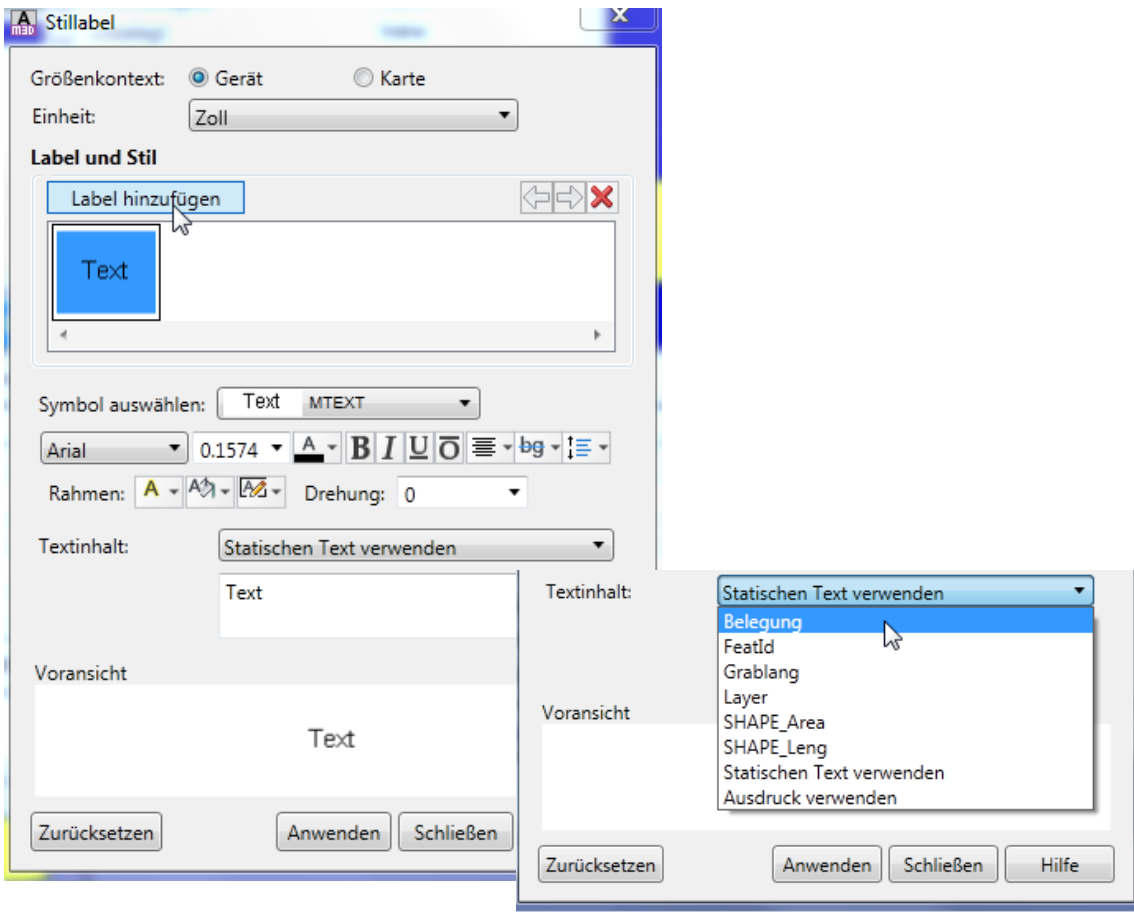 A
M3D
Stillabel
X
Größenkontext: Gerät Karte
Einheit: Zoll
Label und Stil
Label hinzufügen
Text
Symbol auswählen: Text MTEXT
Arial 0.1574 A B I U O bg
Rahmen: A A A Drehung: 0
Textinhalt: Statischen Text verwenden
Text
Voransicht
Text
Zurücksetzen Anwenden Schließen
Textinhalt: Statischen Text verwenden
Belegung
FeatId
Grablang
Layer
SHAPE_Area
SHAPE_Leng
Statischen Text verwenden
Ausdruck verwenden
Voransicht
Zurücksetzen Anwenden Schließen Hilfe